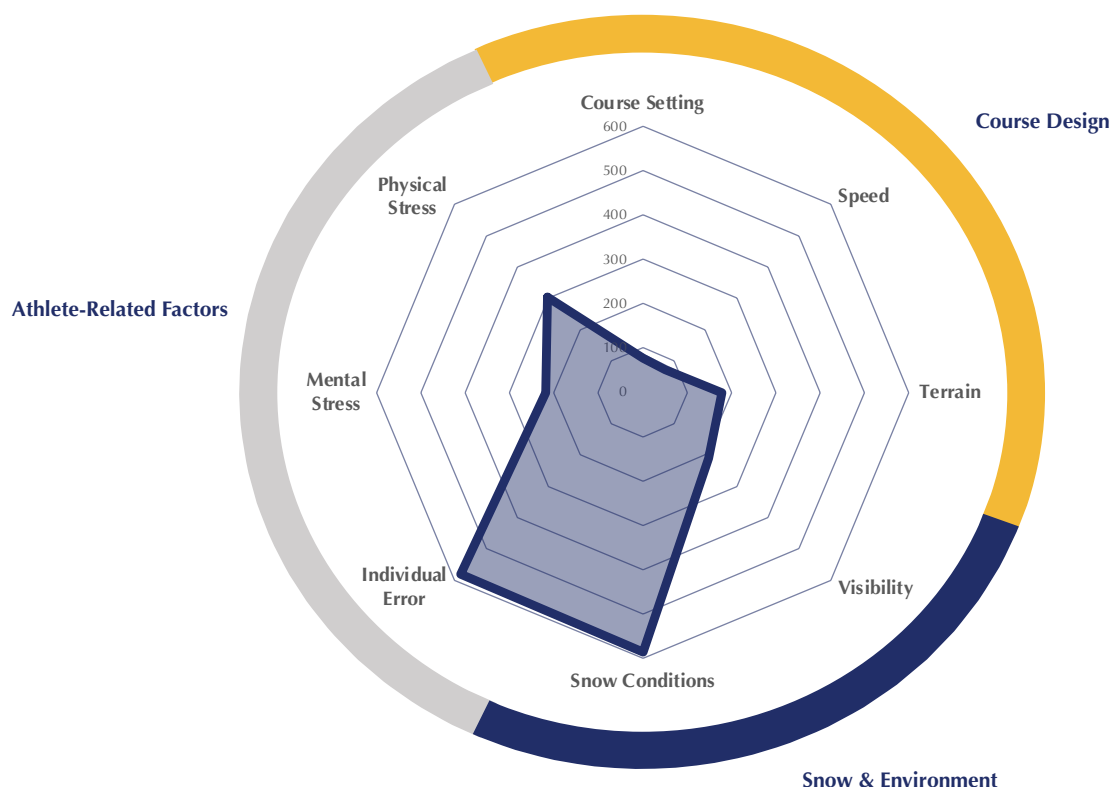 Course Setting
600
Course Design
500
Physical
Stress
Speed
400
300
Athlete-Related Factors
200
100
Mental
Stress
0
Terrain
Individual
Error
Visibility
Snow Conditions
Snow & Environment